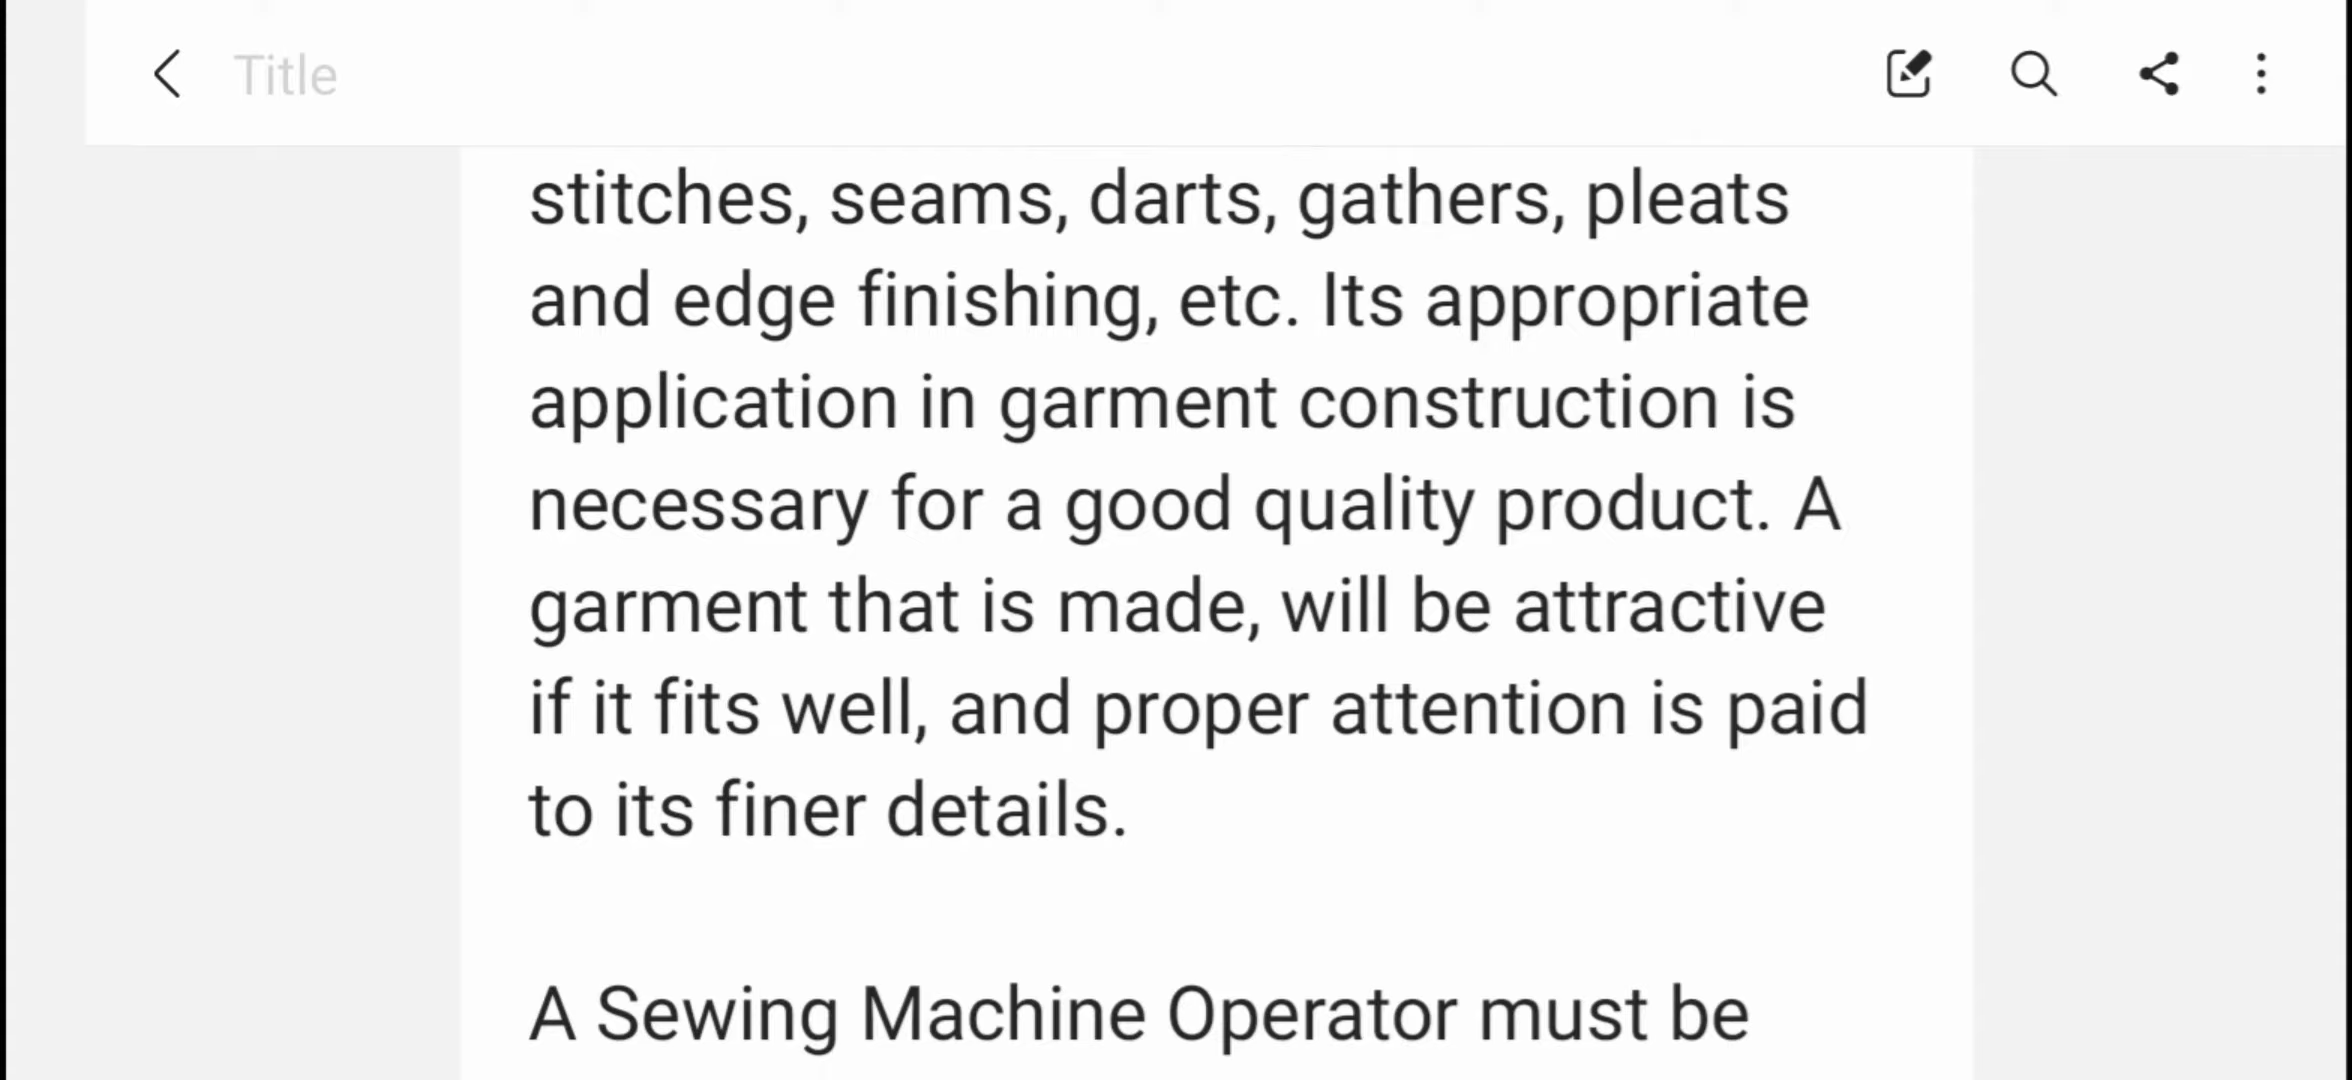 Title
stitches, seams, darts, gathers, pleats
and edge finishing, etc. Its appropriate
application in garment construction is
necessary for a good quality product. A
garment that is made, will be attractive
if it fits well, and proper attention is paid
to its finer details.
A Sewing Machine Operator must be